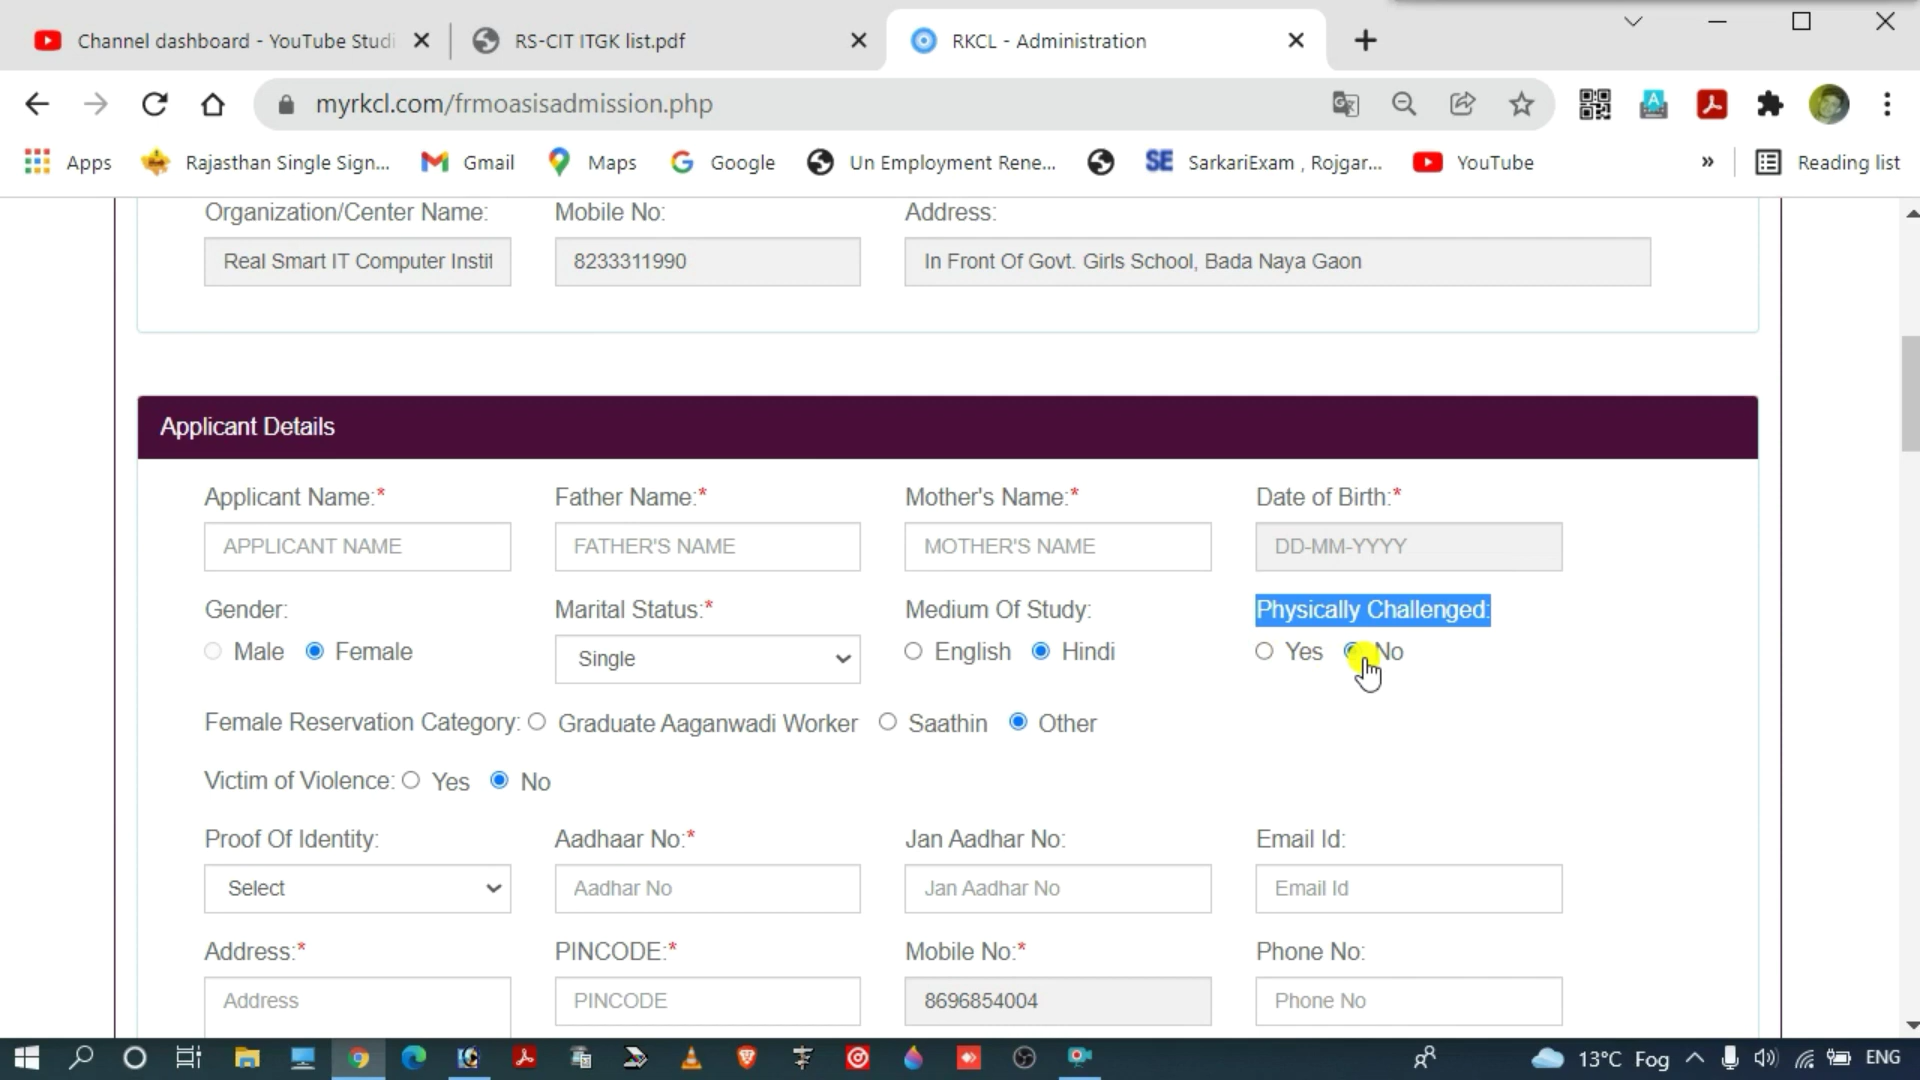 Channel dashboard - YouTube Studi
RS-CIT ITGK list.pdf
RKCL - Administration
myrkcl.com/frmoasisadmission.php
Apps
Rajasthan Single Sign...
Gmail
Maps
Google
Un Employment Rene...
SE SarkariExam , Rojgar...
YouTube
»
Reading list
Organization/Center Name: Mobile No: Address:
Real Smart IT Computer Instit 8233311990 In Front Of Govt. Girls School, Bada Naya Gaon
Applicant Details
Applicant Name:* Father Name:* Mother's Name:* Date of Birth:*
APPLICANT NAME FATHER'S NAME MOTHER'S NAME DD-MM-YYYY
Gender: Marital Status:* Medium Of Study: Physically Challenged:
Male Female Single English Hindi Yes No
Female Reservation Category: Graduate Aaganwadi Worker Saathin Other
Victim of Violence: Yes No
Proof Of Identity: Aadhaar No:* Jan Aadhar No: Email Id:
Select Aadhar No Jan Aadhar No Email Id
Address:* PINCODE:* Mobile No:* Phone No:
Address PINCODE 8696854004 Phone No
13°C Fog ENG